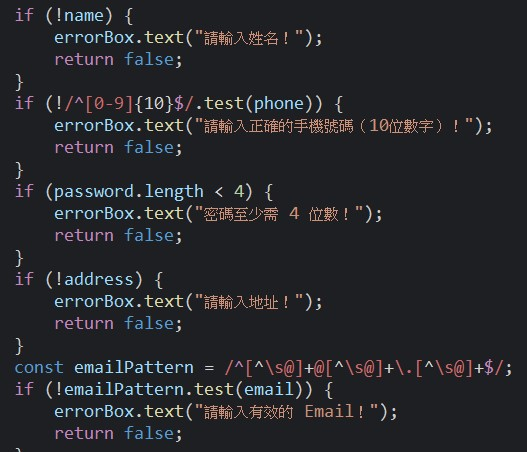 if (!name) {
    errorBox.text("請輸入姓名！");
    return false;
}
if (!/^[0-9]{10}$/.test(phone)) {
    errorBox.text("請輸入正確的手機號碼（10位數字）！");
    return false;
}
if (password.length < 4) {
    errorBox.text("密碼至少需 4 位數！");
    return false;
}
if (!address) {
    errorBox.text("請輸入地址！");
    return false;
}
const emailPattern = /^[^\s@]+@[^\s@]+\.[^\s@]+$/;
if (!emailPattern.test(email)) {
    errorBox.text("請輸入有效的 Email！");
    return false;
}